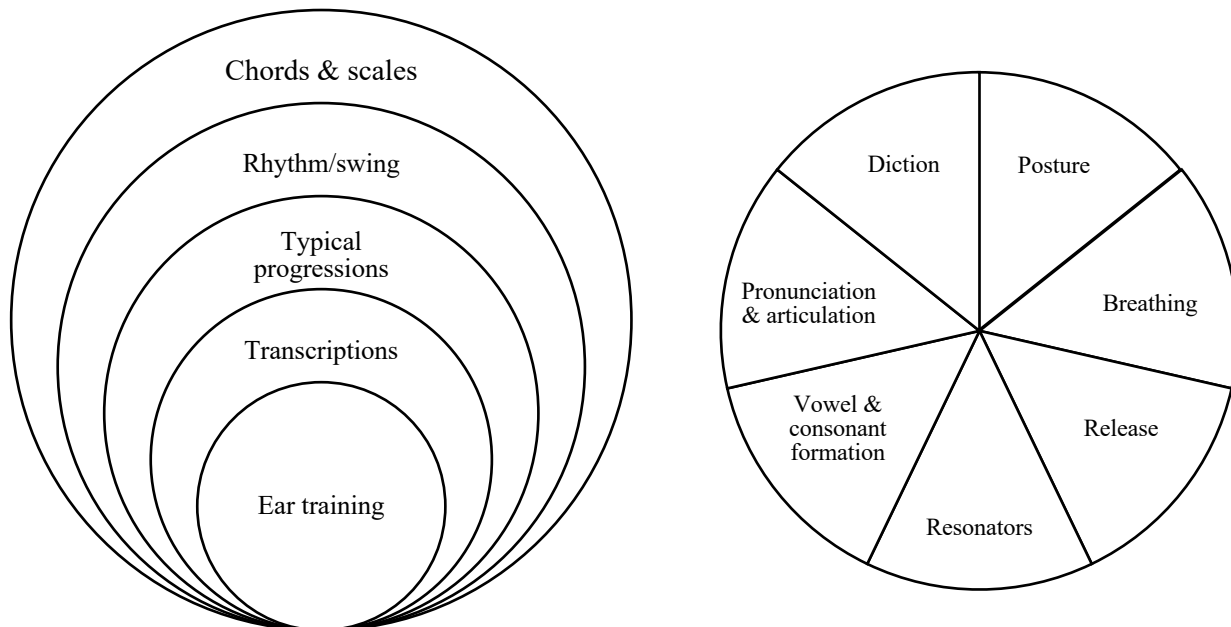 Chords & scales
Rhythm/swing
Typical
progressions
Transcriptions
Ear training
Diction
Posture
Pronunciation
& articulation
Breathing
Vowel &
consonant
formation
Release
Resonators